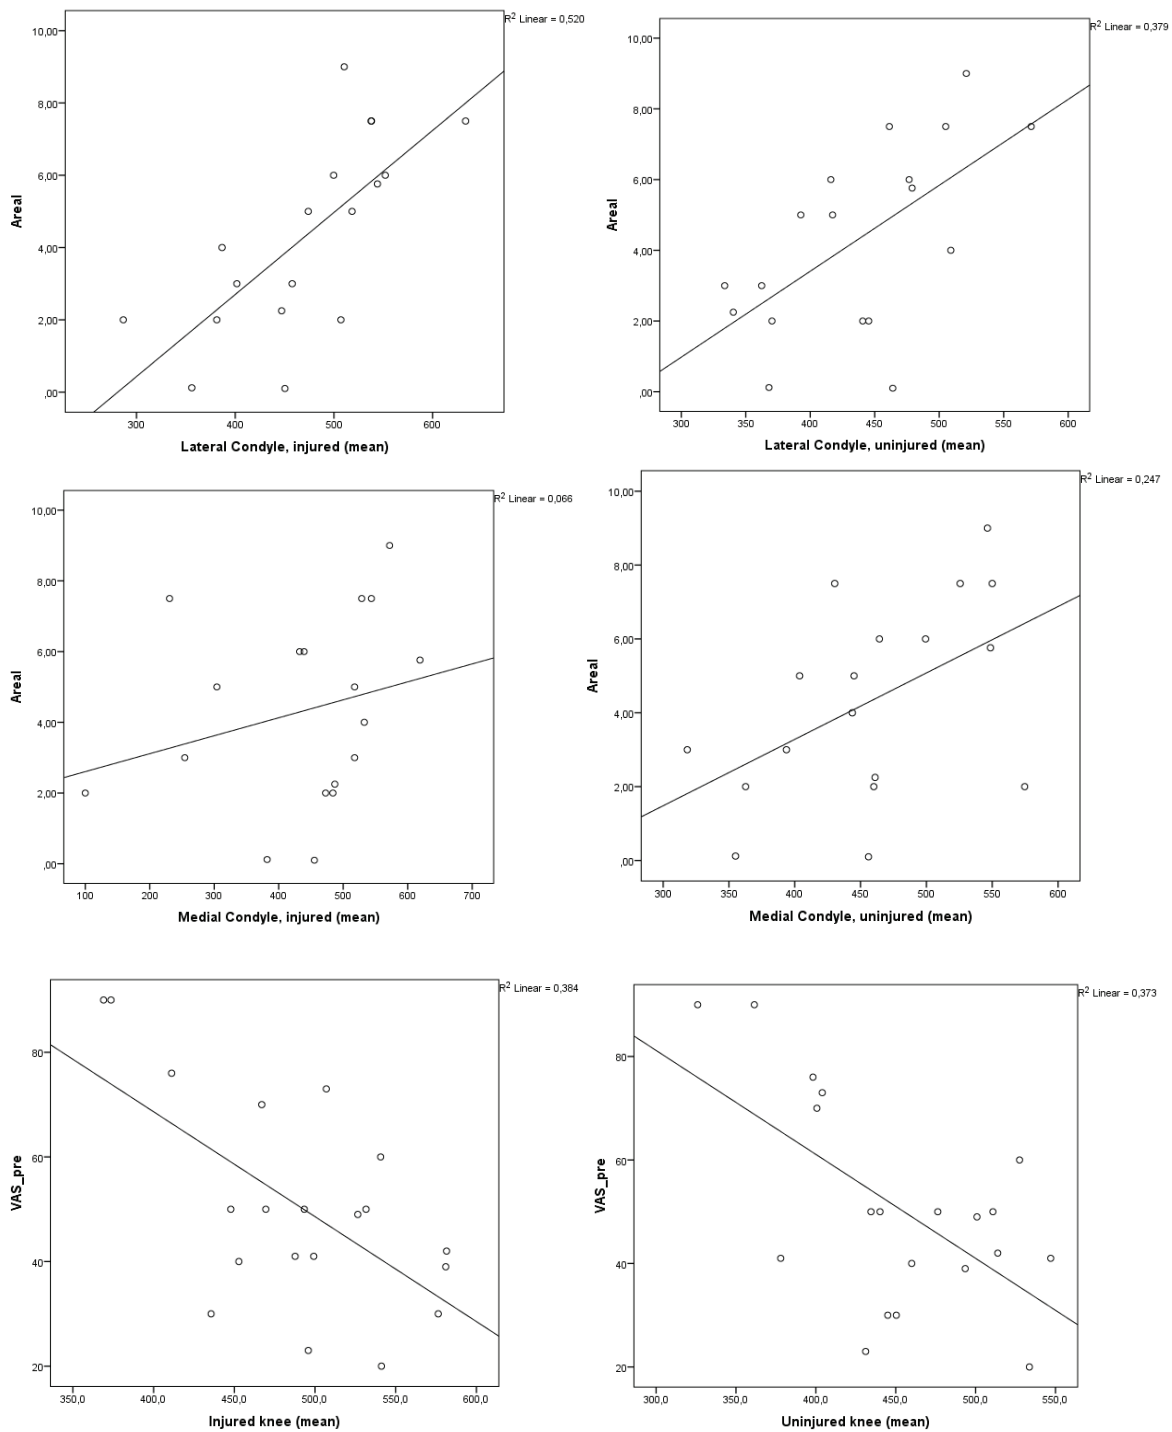 R² Linear = 0,520
10,00
8,00
6,00
4,00
2,00
,00
Areal
300 400 500 600
Lateral Condyle, injured (mean)
R² Linear = 0,379
10,00
8,00
6,00
4,00
2,00
,00
Areal
300 350 400 450 500 550 600
Lateral Condyle, uninjured (mean)
R² Linear = 0,066
10,00
8,00
6,00
4,00
2,00
,00
Areal
100 200 300 400 500 600 700
Medial Condyle, injured (mean)
R² Linear = 0,247
10,00
8,00
6,00
4,00
2,00
,00
Areal
300 350 400 450 500 550 600
Medial Condyle, uninjured (mean)
R² Linear = 0,384
80
60
40
20
VAS_pre
350,0 400,0 450,0 500,0 550,0 600,0
Injured knee (mean)
R² Linear = 0,373
80
60
40
20
VAS_pre
300,0 350,0 400,0 450,0 500,0 550,0
Uninjured knee (mean)